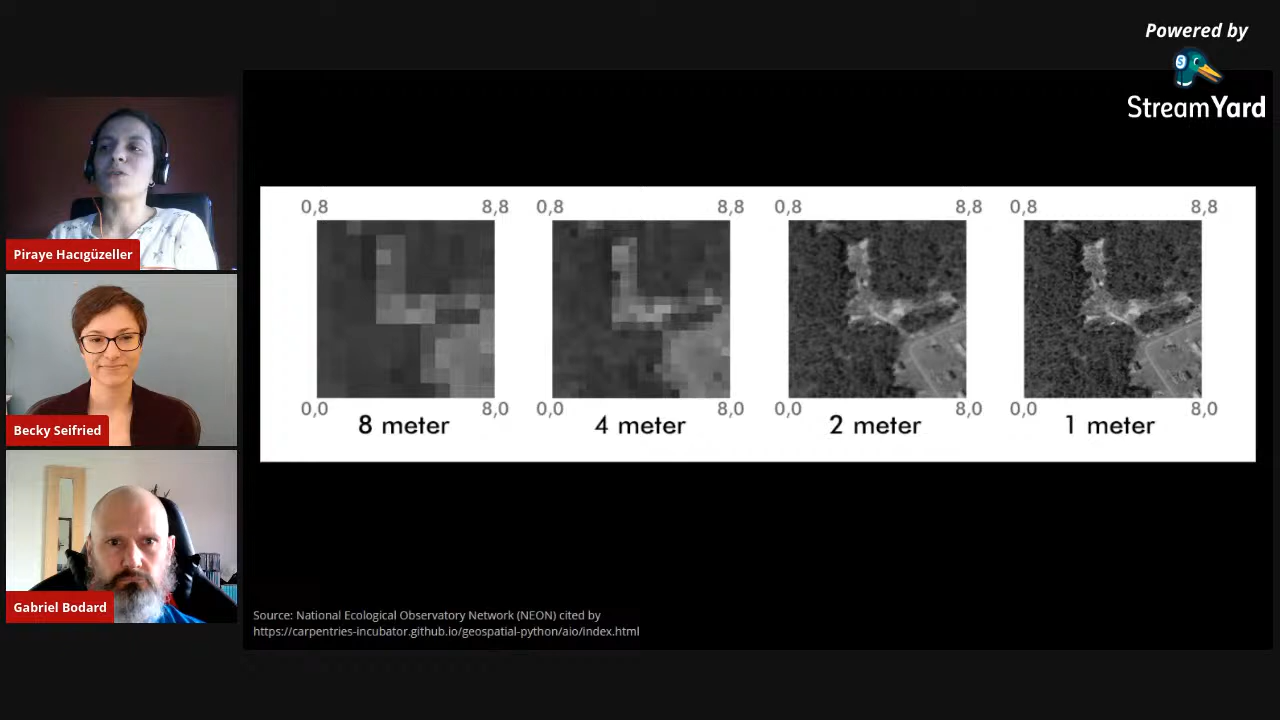 Powered by
StreamYard
Piraye Hacıgüzeller
Becky Seifried
Gabriel Bodard
0,8 8,8 0,8 8,8 0,8 8,8 0,8 8,8
0,0 8,0 0,0 8,0 0,0 8,0 0,0 8,0
8 meter 4 meter 2 meter 1 meter
Source: National Ecological Observatory Network (NEON) cited by
https://carpentries-incubator.github.io/geospatial-python/aio/index.html